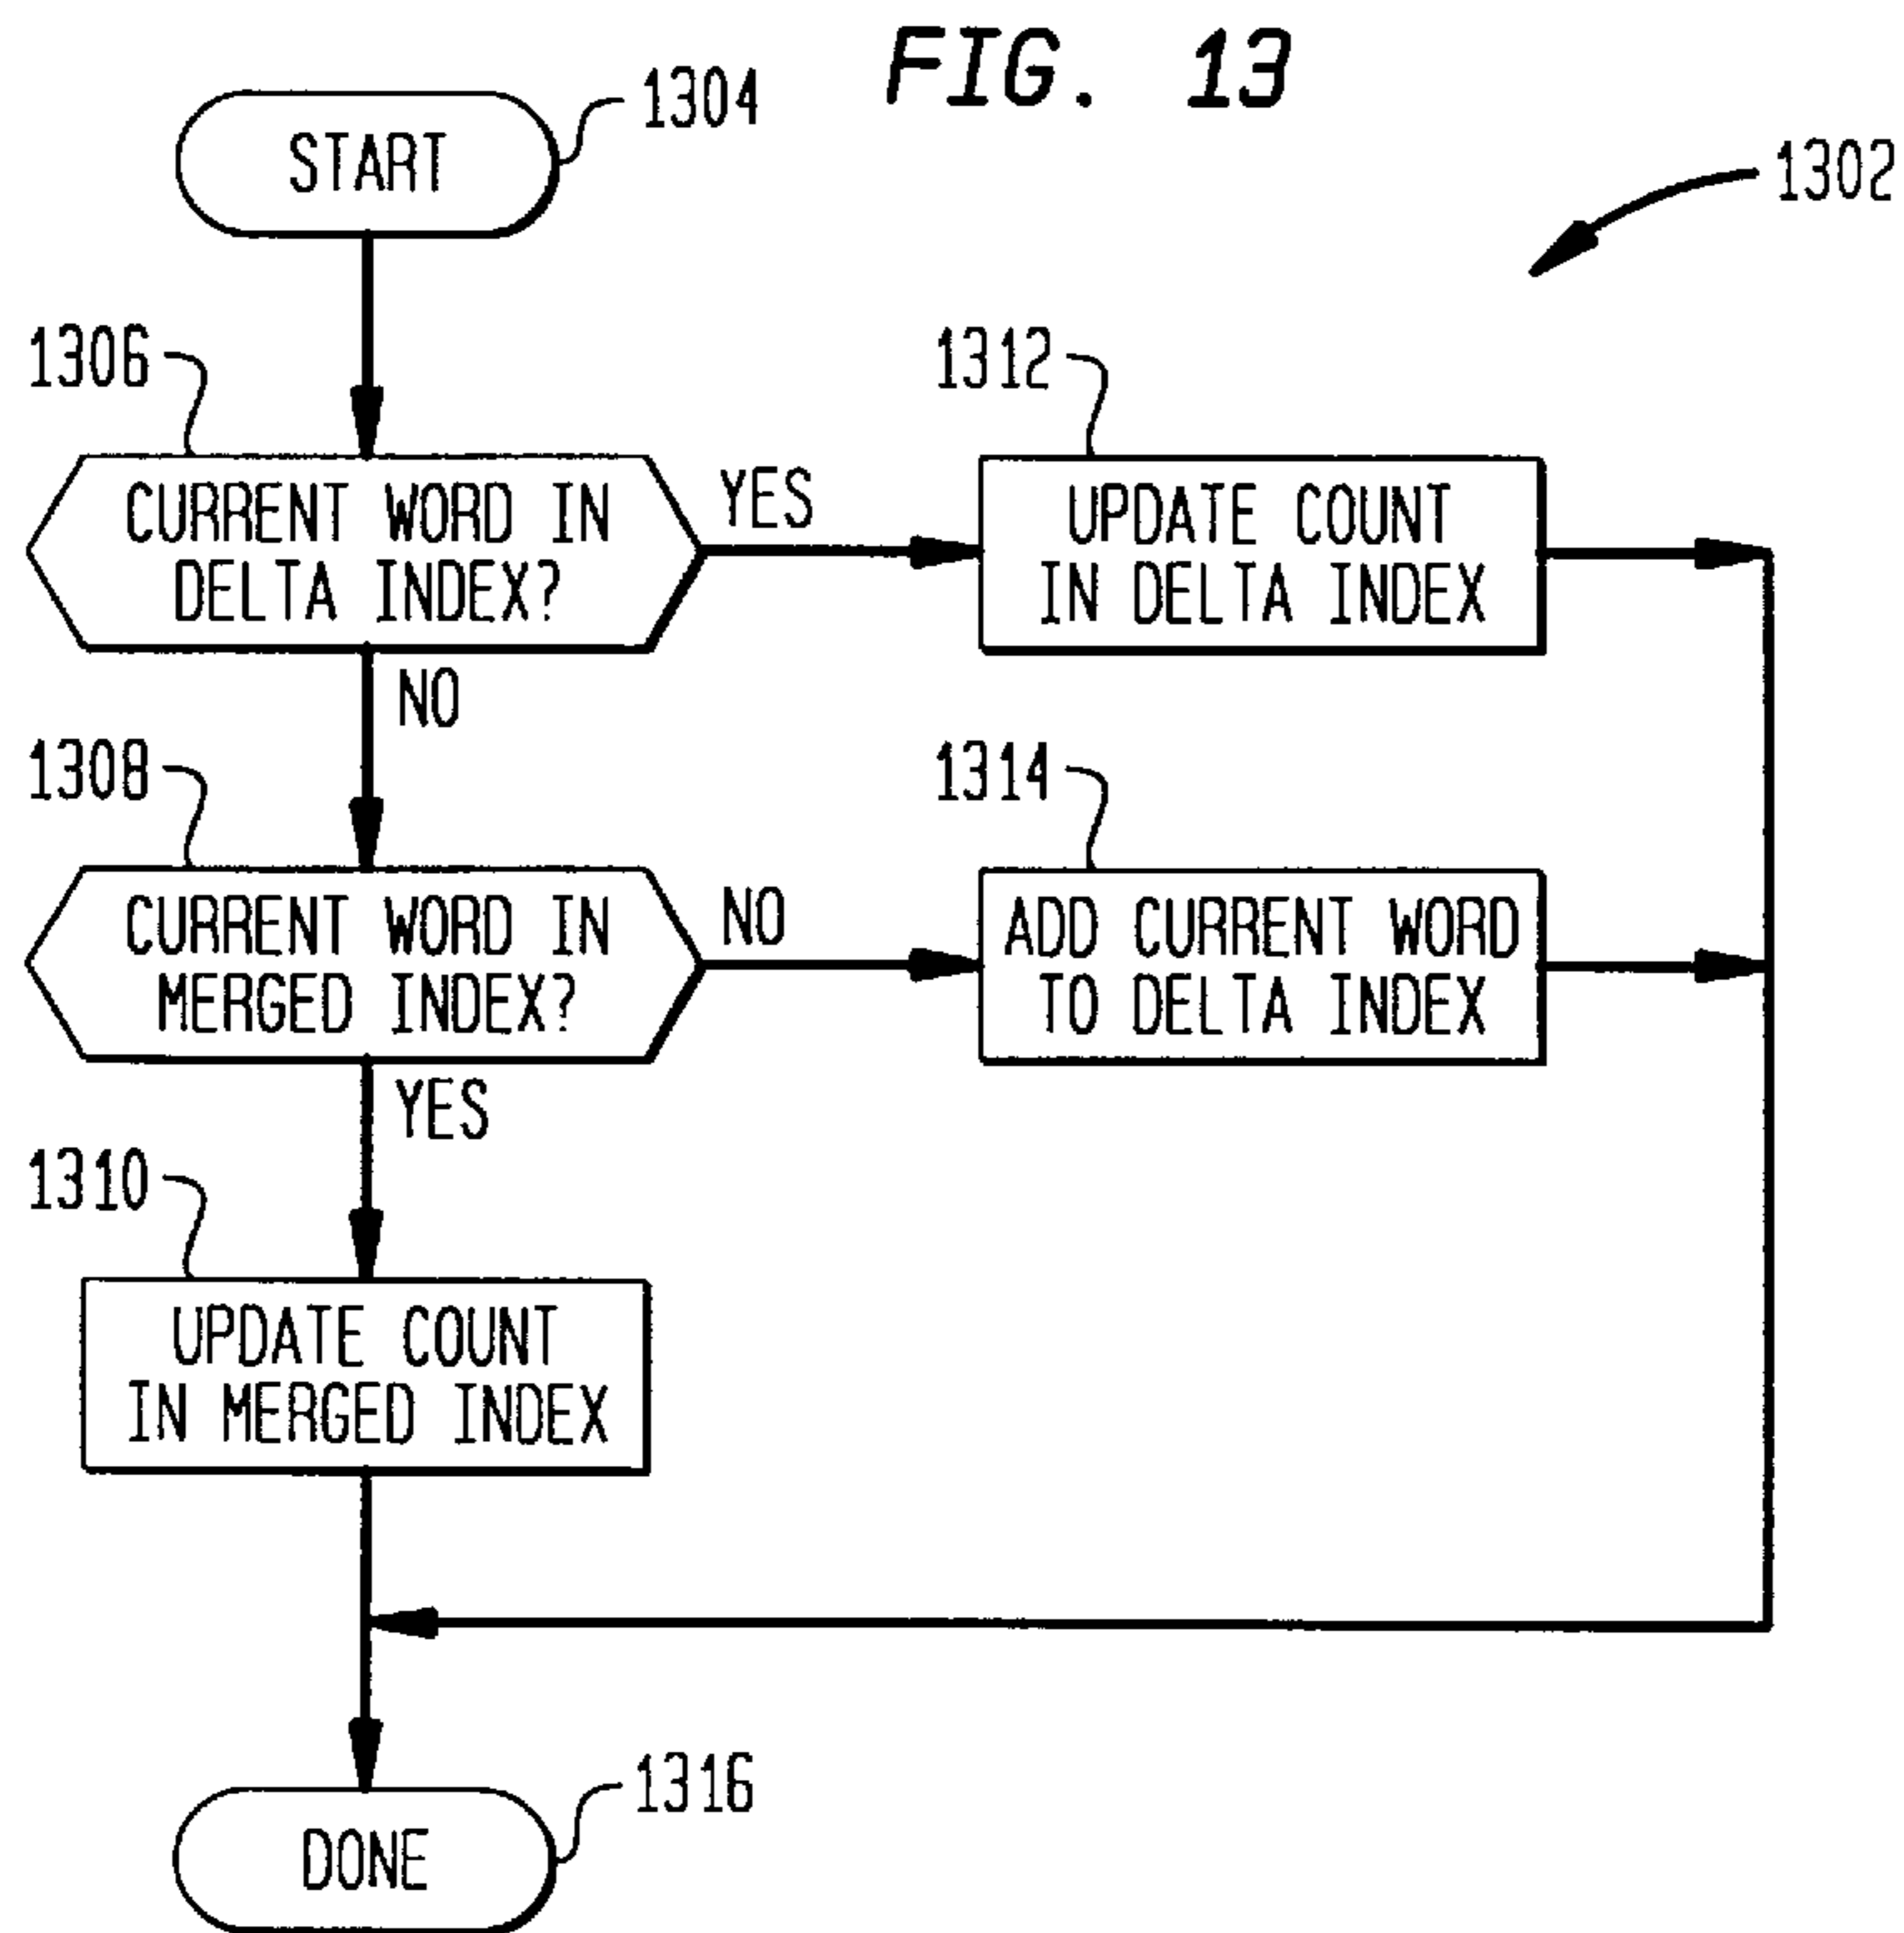 FIG. 13
1304
START
1302
1306
1312
CURRENT WORD IN
DELTA INDEX?
YES
UPDATE COUNT
IN DELTA INDEX
NO
1308
1314
CURRENT WORD IN
MERGED INDEX?
NO
ADD CURRENT WORD
TO DELTA INDEX
YES
1310
UPDATE COUNT
IN MERGED INDEX
1316
DONE